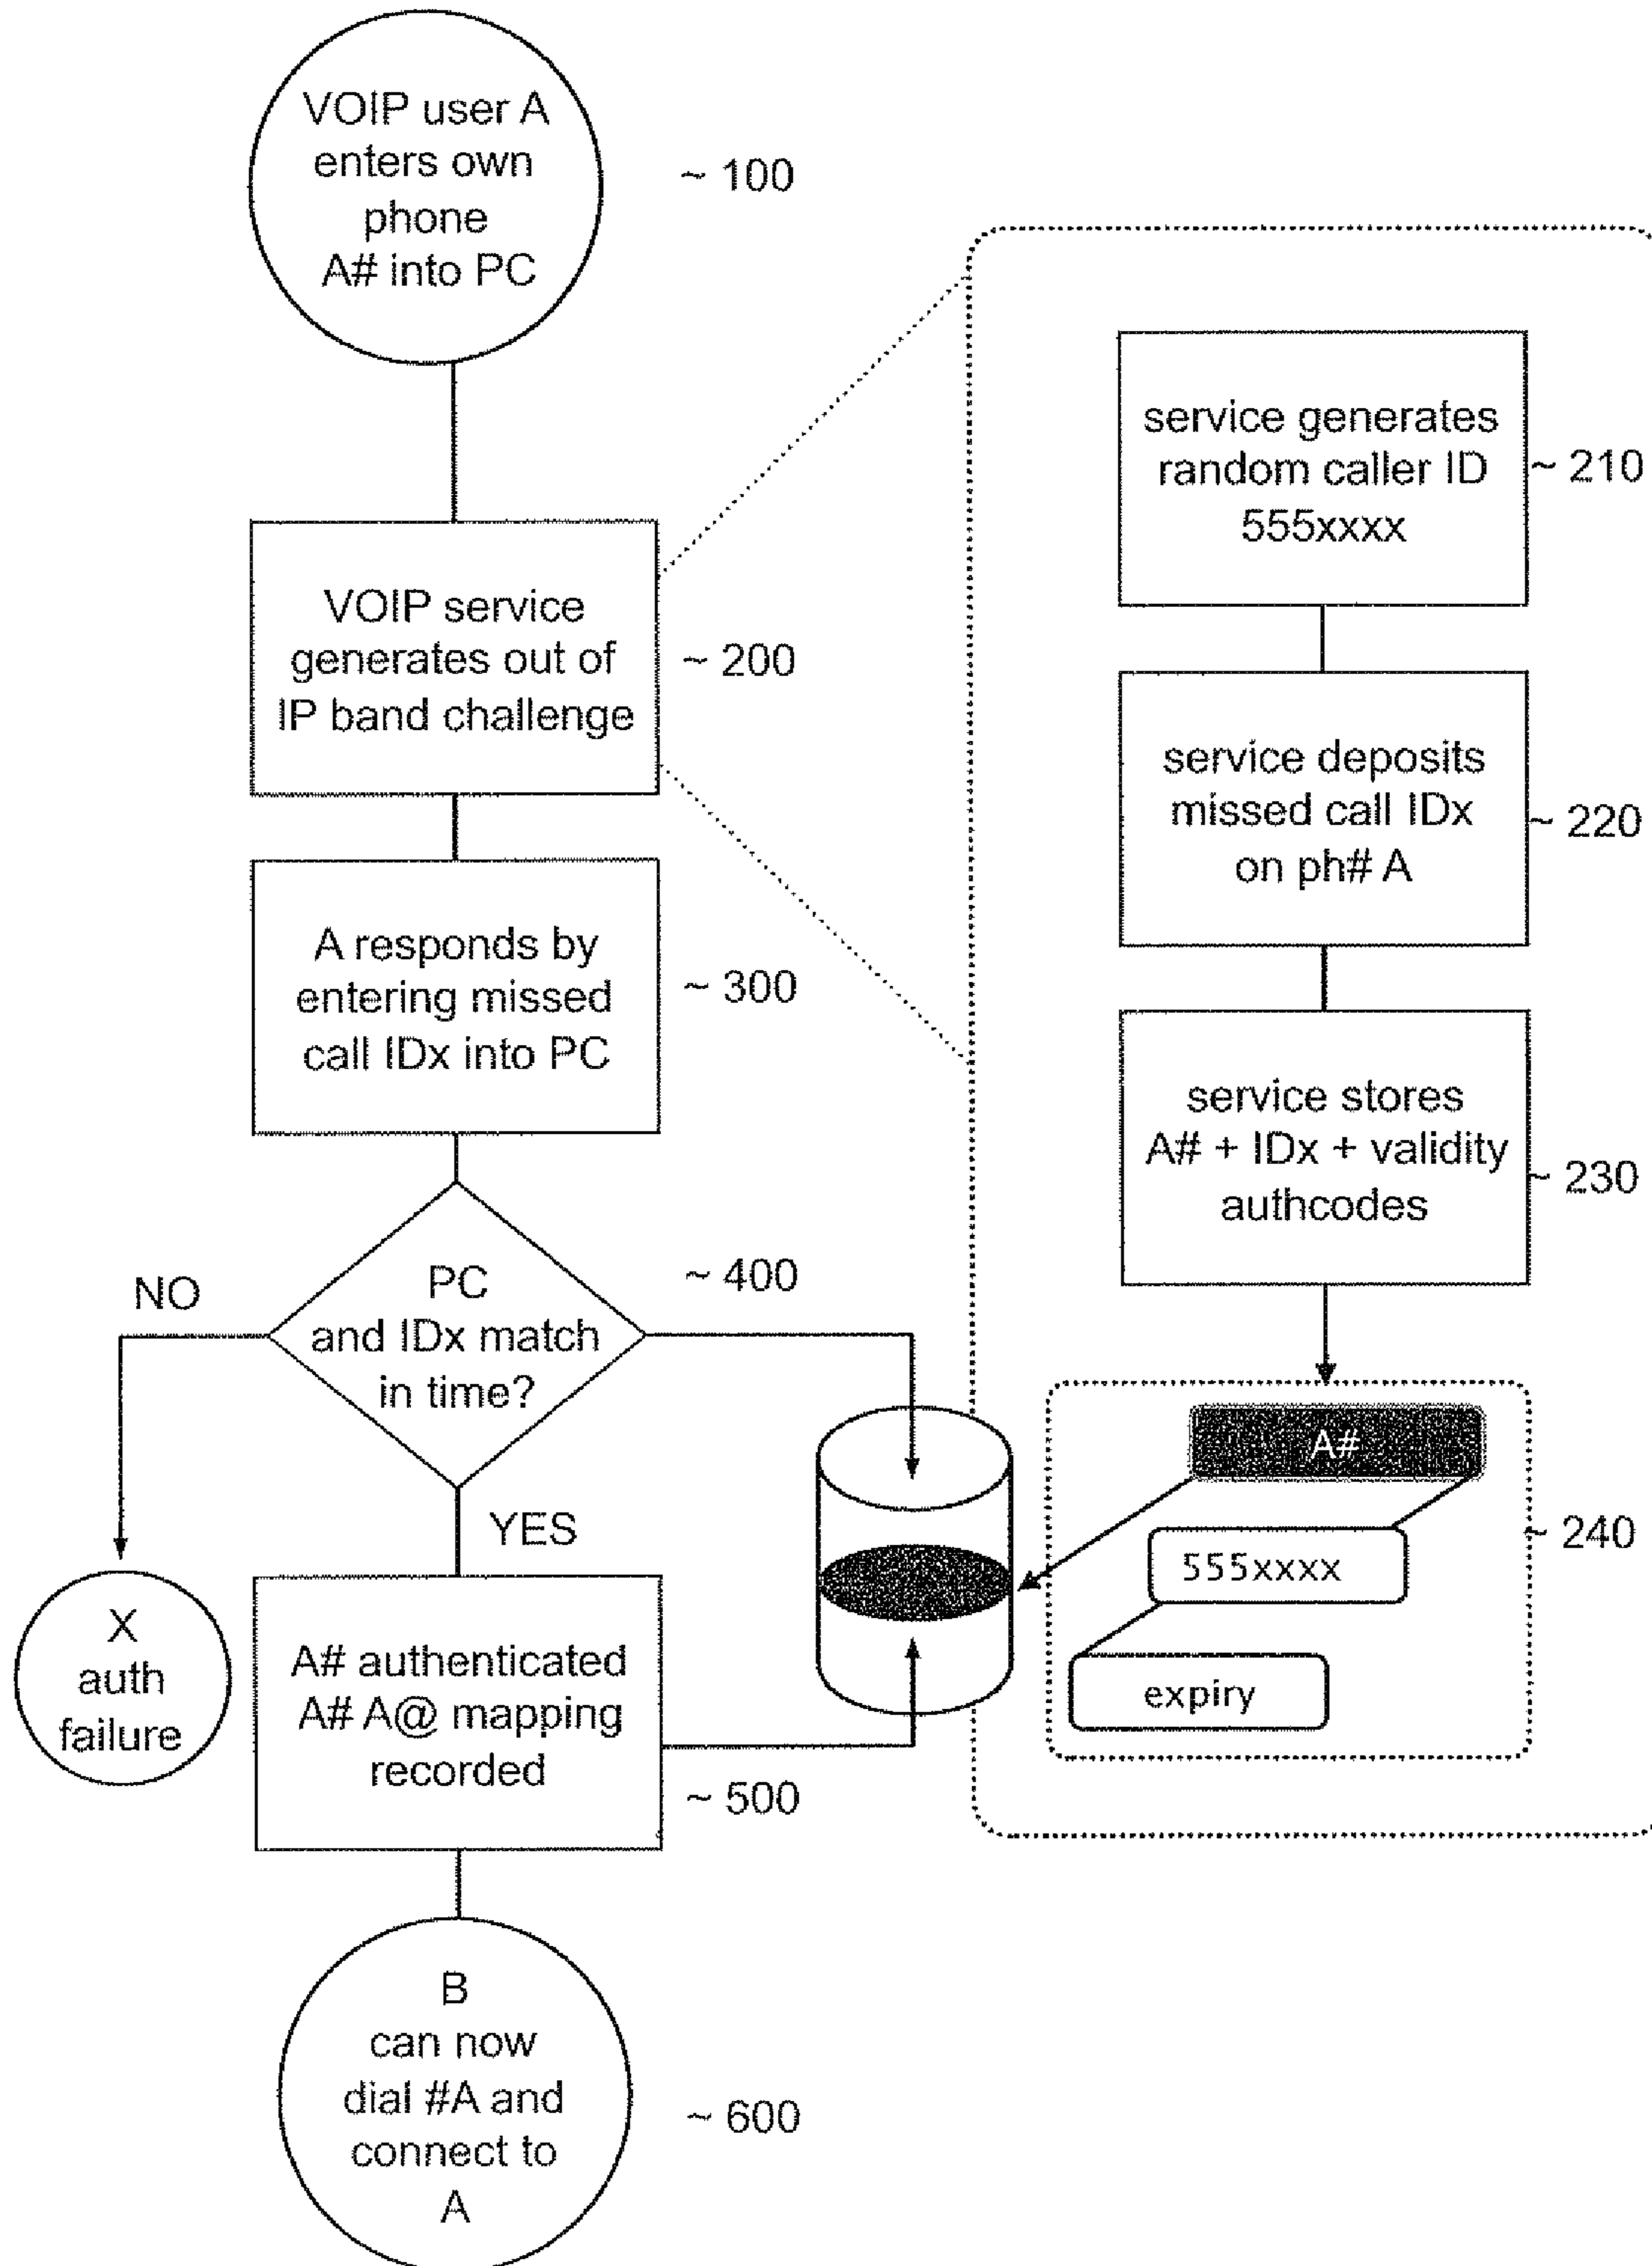 VOIP user A
enters own
phone
A# into PC
~ 100
VOIP service
generates out of
IP band challenge
~ 200
A responds by
entering missed
call IDx into PC
~ 300
PC
and IDx match
in time?
~ 400
NO
YES
X
auth
failure
A# authenticated
A# A@ mapping
recorded
~ 500
B
can now
dial #A and
connect to
A
~ 600
service generates
random caller ID
555xxxx
~ 210
service deposits
missed call IDx
on ph# A
~ 220
service stores
A# + IDx + validity
authcodes
~ 230
A#
555xxxx
expiry
~ 240